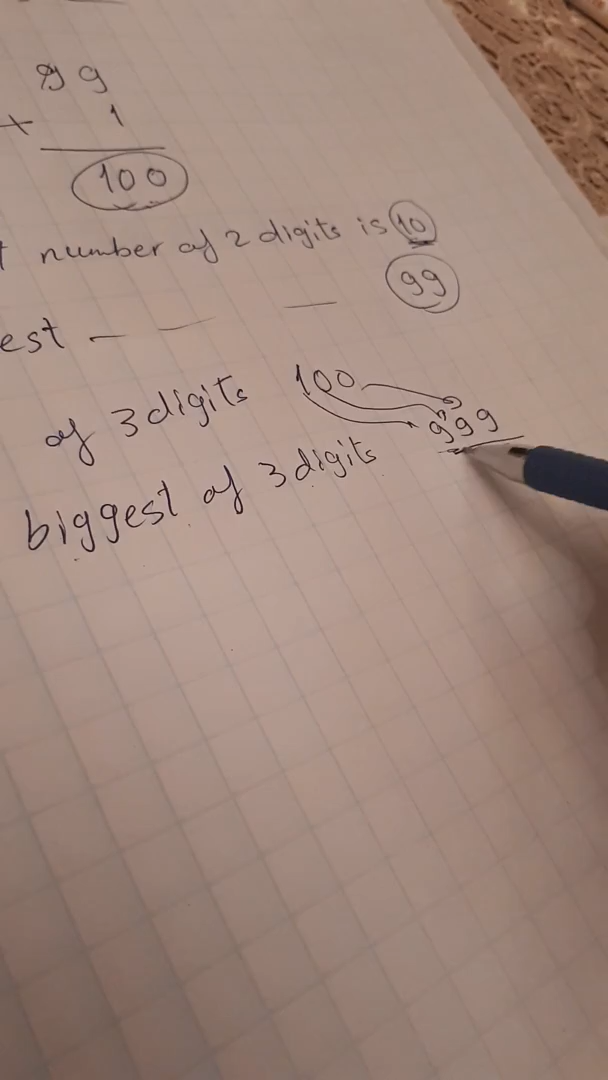 99
+ 1
100
number of 2 digits is 10
est — — — 99
of 3 digits 100
biggest of 3 digits 999